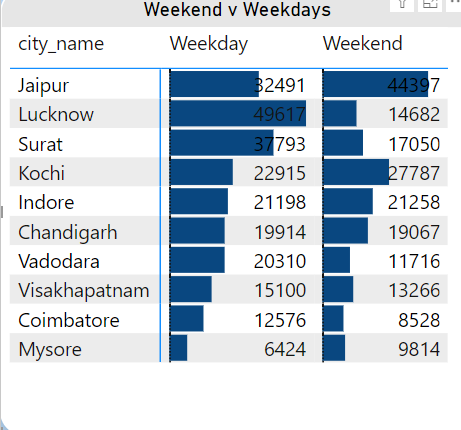 Weekend v Weekdays
city_name Weekday Weekend
Jaipur 32491 44397
Lucknow 49617 14682
Surat 37793 17050
Kochi 22915 27787
Indore 21198 21258
Chandigarh 19914 19067
Vadodara 20310 11716
Visakhapatnam 15100 13266
Coimbatore 12576 8528
Mysore 6424 9814